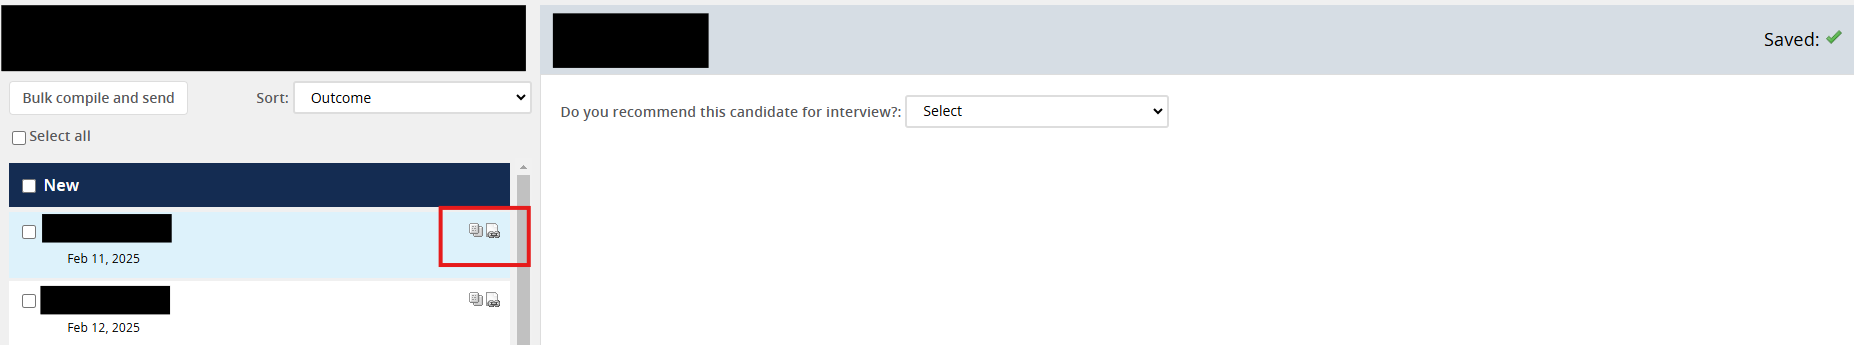 Bulk compile and send
Sort: Outcome
Select all
New
Feb 11, 2025
Feb 12, 2025
Saved:
Do you recommend this candidate for interview?: Select